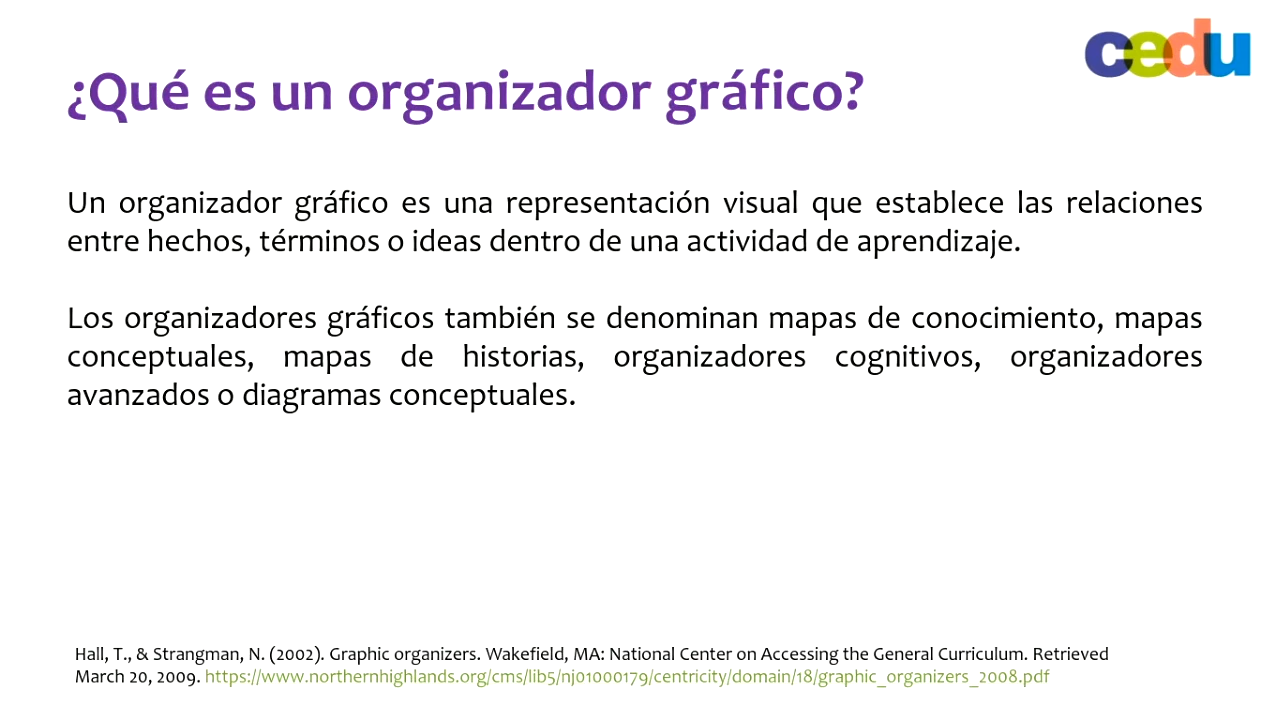 cedu
¿Qué es un organizador gráfico?
Un organizador gráfico es una representación visual que establece las relaciones
entre hechos, términos o ideas dentro de una actividad de aprendizaje.
Los organizadores gráficos también se denominan mapas de conocimiento, mapas
conceptuales, mapas de historias, organizadores cognitivos, organizadores
avanzados o diagramas conceptuales.
Hall, T., & Strangman, N. (2002). Graphic organizers. Wakefield, MA: National Center on Accessing the General Curriculum. Retrieved
March 20, 2009. https://www.northernhighlands.org/cms/lib5/nj01000179/centricity/domain/18/graphic_organizers_2008.pdf